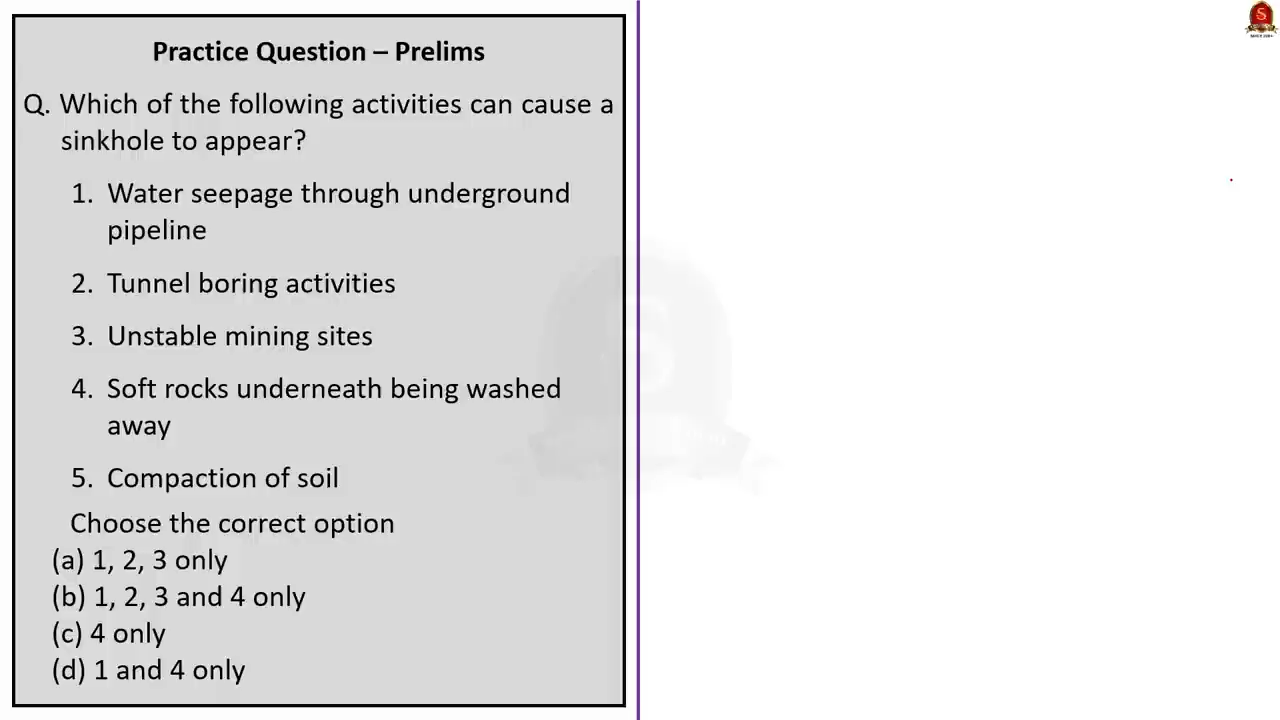 Practice Question – Prelims
Q. Which of the following activities can cause a
sinkhole to appear?
1. Water seepage through underground
pipeline
2. Tunnel boring activities
3. Unstable mining sites
4. Soft rocks underneath being washed
away
5. Compaction of soil
Choose the correct option
(a) 1, 2, 3 only
(b) 1, 2, 3 and 4 only
(c) 4 only
(d) 1 and 4 only
S